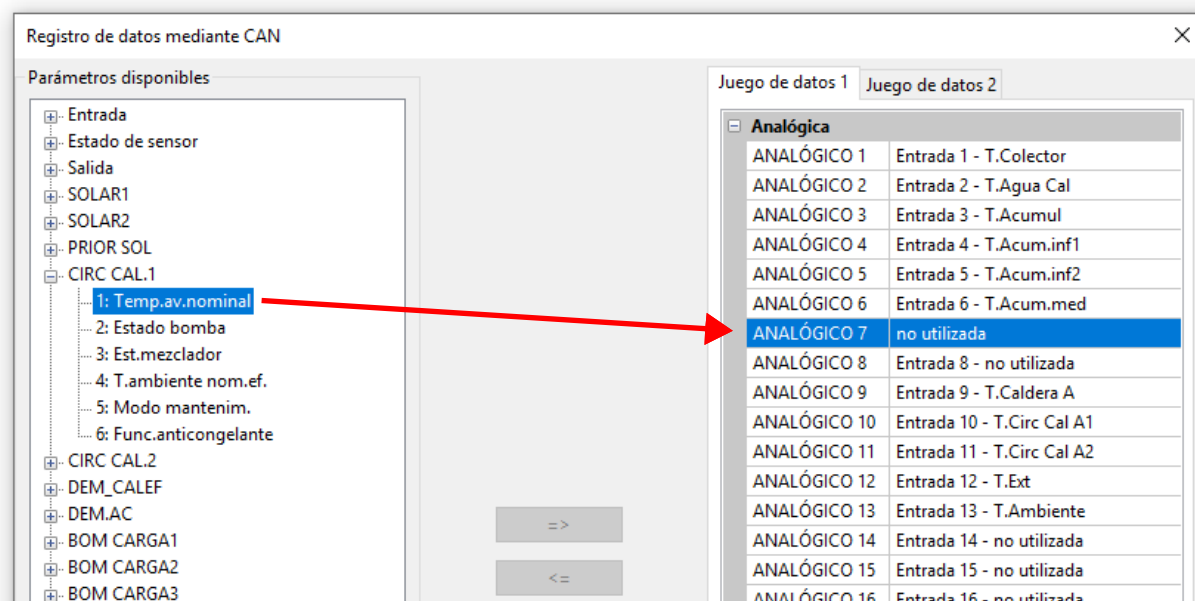 Registro de datos mediante CAN
Parámetros disponibles
Entrada
Estado de sensor
Salida
SOLAR1
SOLAR2
PRIOR SOL
CIRC CAL.1
1: Temp.av.nominal
2: Estado bomba
3: Est.mezclador
4: T.ambiente nom.ef.
5: Modo mantenim.
6: Func.anticongelante
CIRC CAL.2
DEM_CALEF
DEM.AC
BOM CARGA1
BOM CARGA2
BOM CARGA3
=>
<=
Juego de datos 1 Juego de datos 2
Analógica
ANALÓGICO 1 Entrada 1 - T.Colector
ANALÓGICO 2 Entrada 2 - T.Agua Cal
ANALÓGICO 3 Entrada 3 - T.Acumul
ANALÓGICO 4 Entrada 4 - T.Acum.inf1
ANALÓGICO 5 Entrada 5 - T.Acum.inf2
ANALÓGICO 6 Entrada 6 - T.Acum.med
ANALÓGICO 7 no utilizada
ANALÓGICO 8 Entrada 8 - no utilizada
ANALÓGICO 9 Entrada 9 - T.Caldera A
ANALÓGICO 10 Entrada 10 - T.Circ Cal A1
ANALÓGICO 11 Entrada 11 - T.Circ Cal A2
ANALÓGICO 12 Entrada 12 - T.Ext
ANALÓGICO 13 Entrada 13 - T.Ambiente
ANALÓGICO 14 Entrada 14 - no utilizada
ANALÓGICO 15 Entrada 15 - no utilizada
ANALÓGICO 16 Entrada 16 - no utilizada